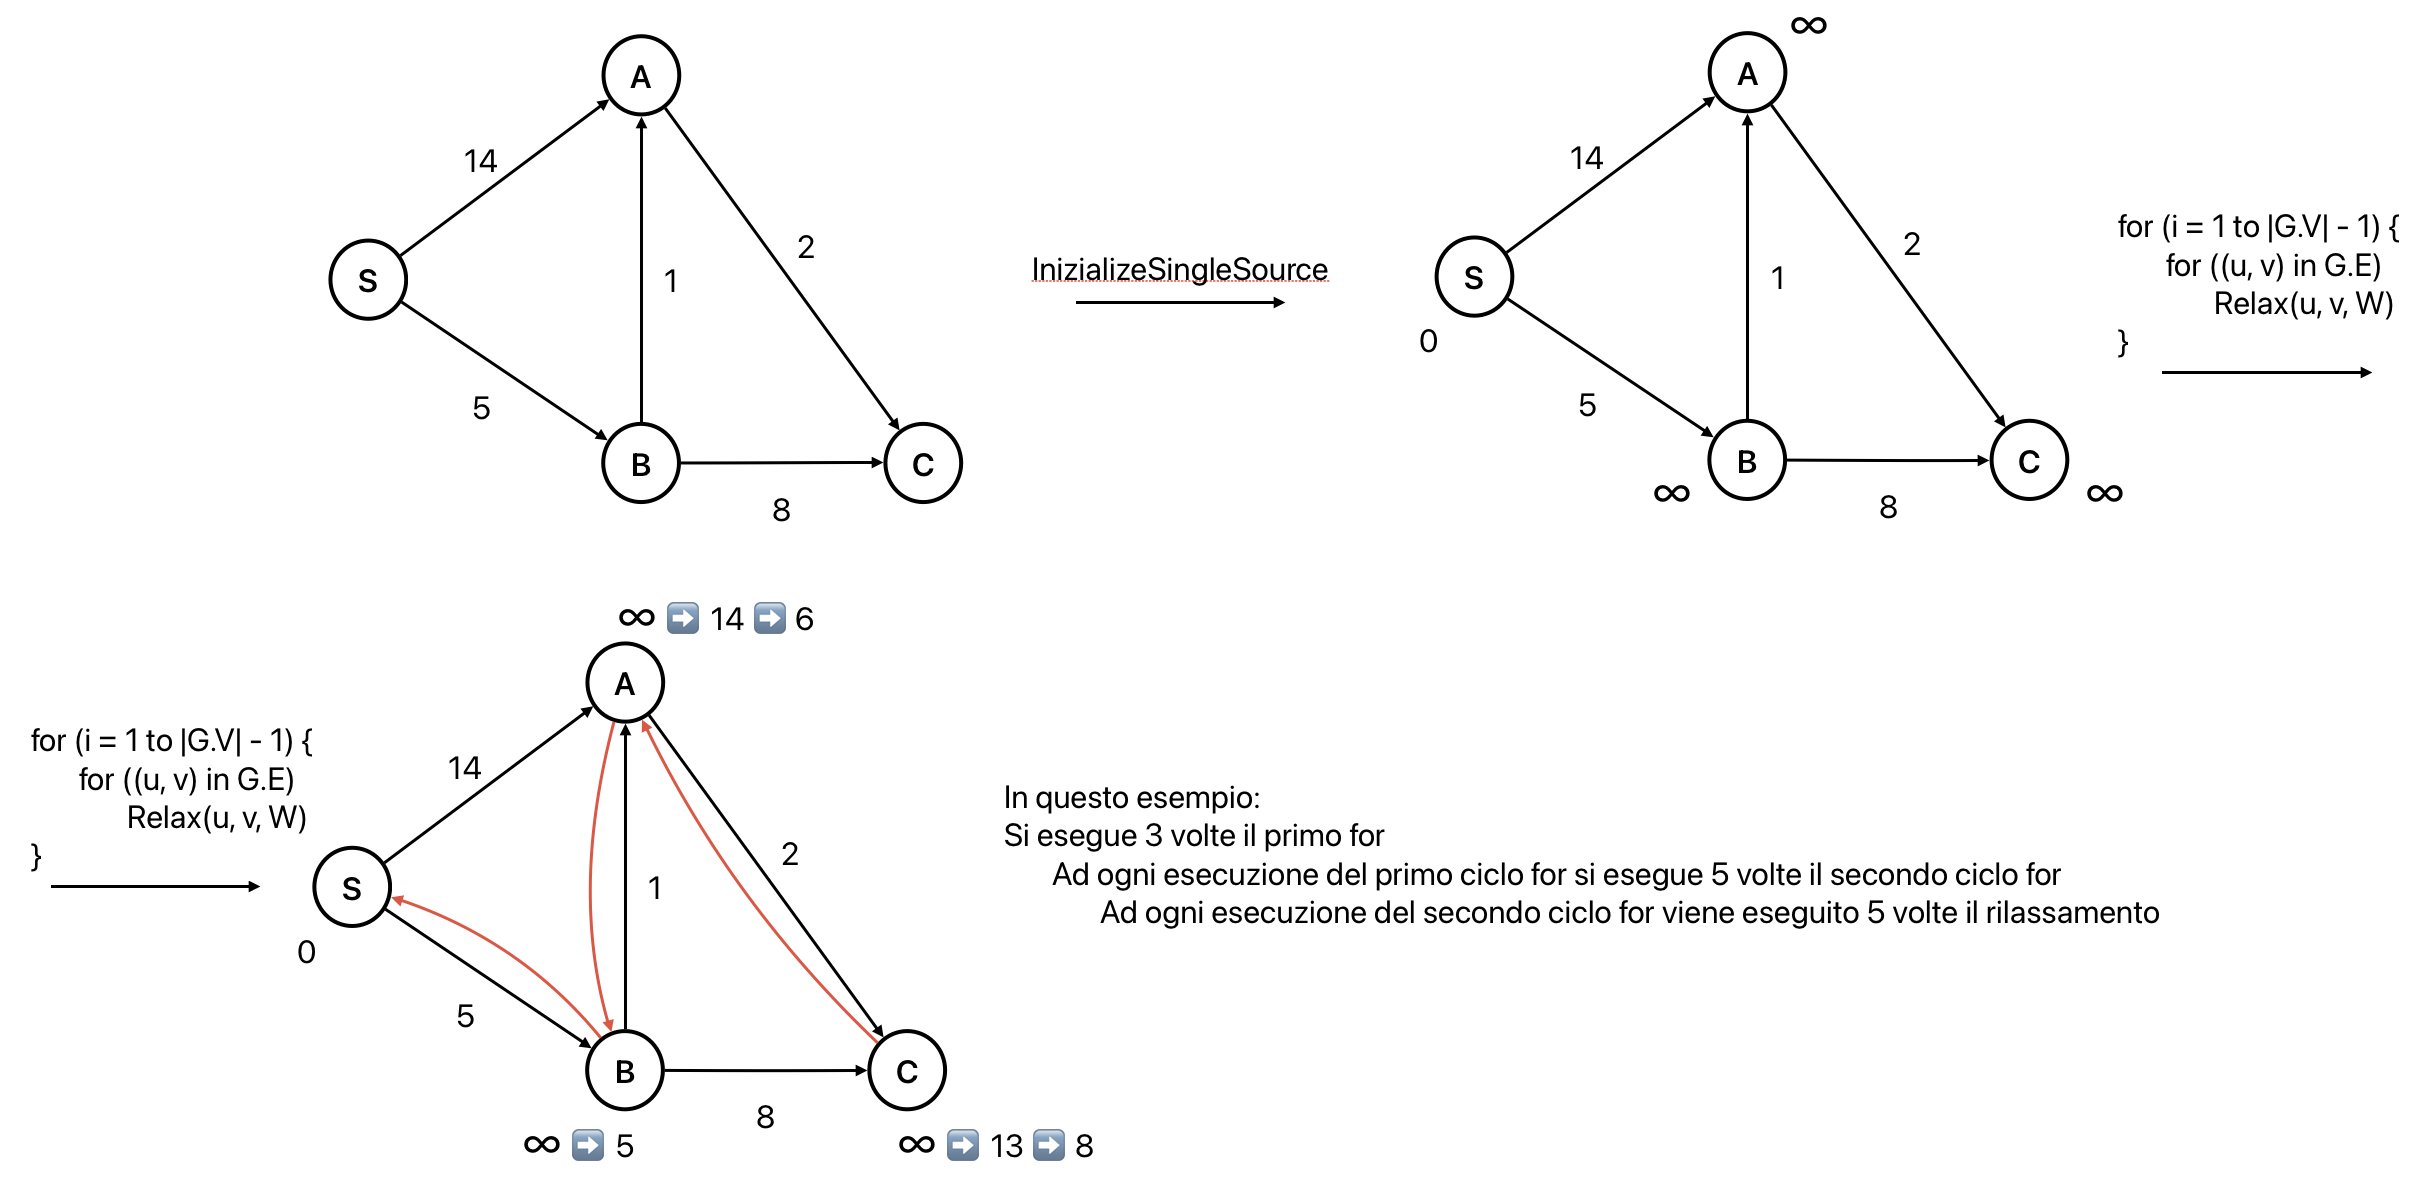 A
14
2
S
1
5
B
C
8
InizializeSingleSource
∞
A
14
2
S
1
0
5
B
C
∞
∞
8
for (i = 1 to |G.V| - 1) {
for ((u, v) in G.E)
Relax(u, v, W)
}
∞ ➡️ 14 ➡️ 6
for (i = 1 to |G.V| - 1) {
for ((u, v) in G.E)
Relax(u, v, W)
}
A
14
2
S
1
0
5
B
C
8
∞ ➡️ 5
∞ ➡️ 13 ➡️ 8
In questo esempio:
Si esegue 3 volte il primo for
Ad ogni esecuzione del primo ciclo for si esegue 5 volte il secondo ciclo for
Ad ogni esecuzione del secondo ciclo for viene eseguito 5 volte il rilassamento